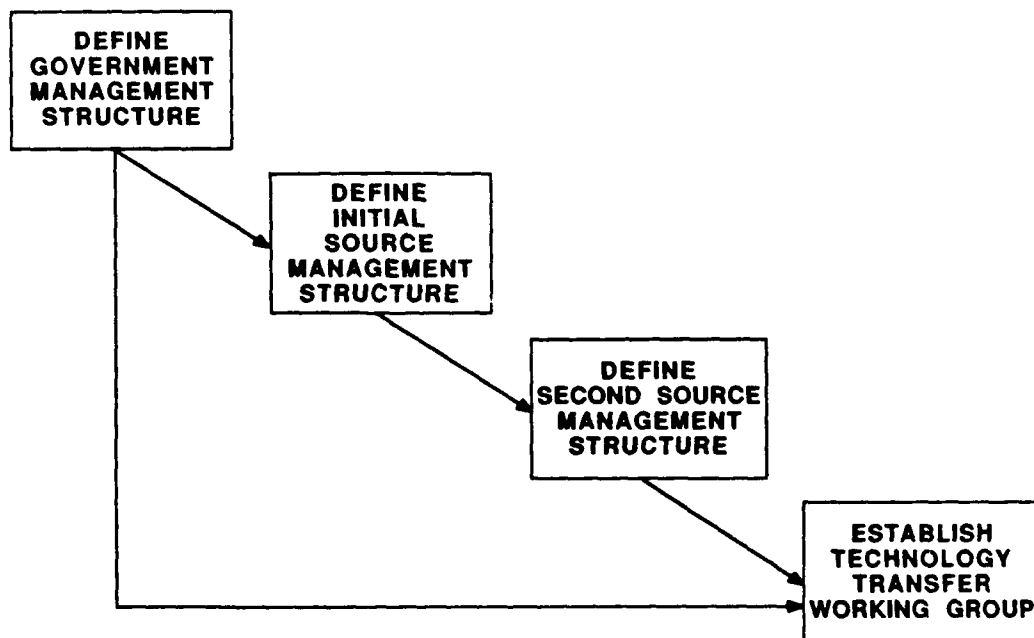 DEFINE
GOVERNMENT
MANAGEMENT
STRUCTURE
DEFINE
INITIAL
SOURCE
MANAGEMENT
STRUCTURE
DEFINE
SECOND SOURCE
MANAGEMENT
STRUCTURE
ESTABLISH
TECHNOLOGY
TRANSFER
WORKING GROUP